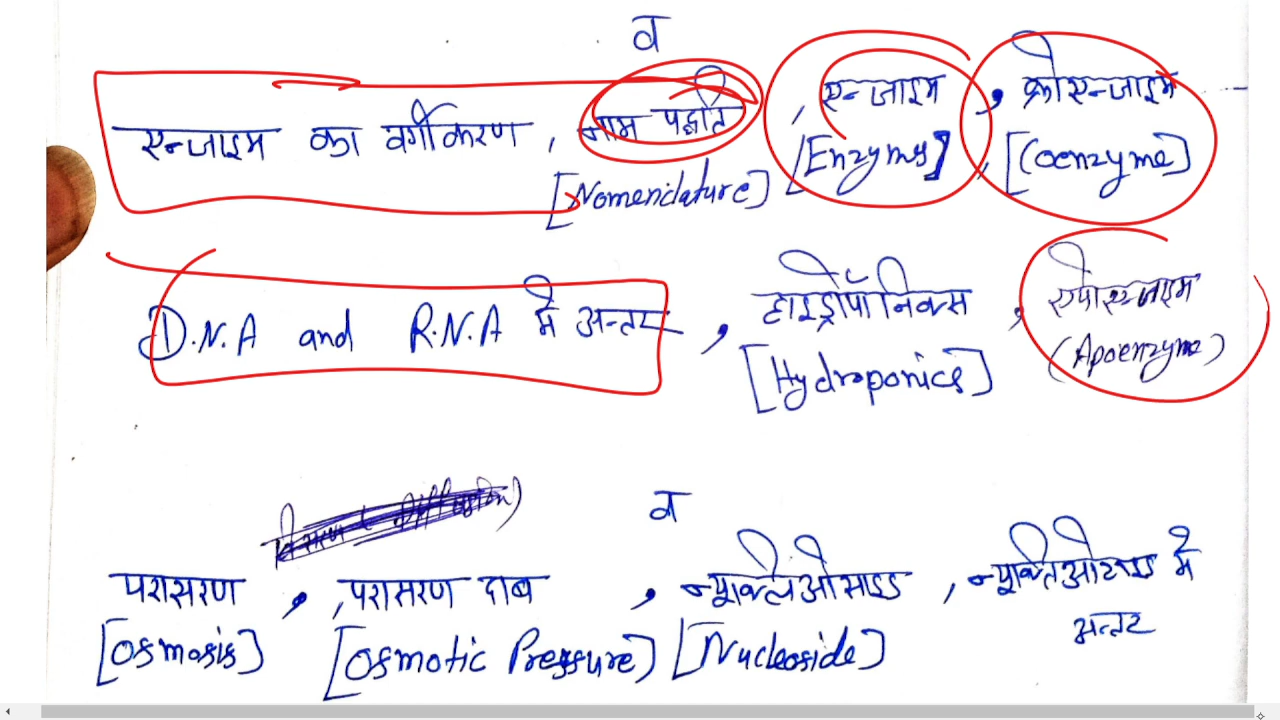 व
एन्जाइम का वर्गीकरण , नाम पद्धति , एन्जाइम , कोएन्जाइम
[Nomenclature] [Enzymes] , [Coenzyme]
D.N.A and R.N.A में अन्तर , हाइड्रोपॉनिक्स , एपोएन्जाइम
[Hydroponics] (Apoenzyme)
व
परासरण , परासरण दाब , न्यूक्लिओसाइड , न्यूक्लिओटाइड में
अन्तर
[Osmosis] [Osmotic Pressure] [Nucleoside]